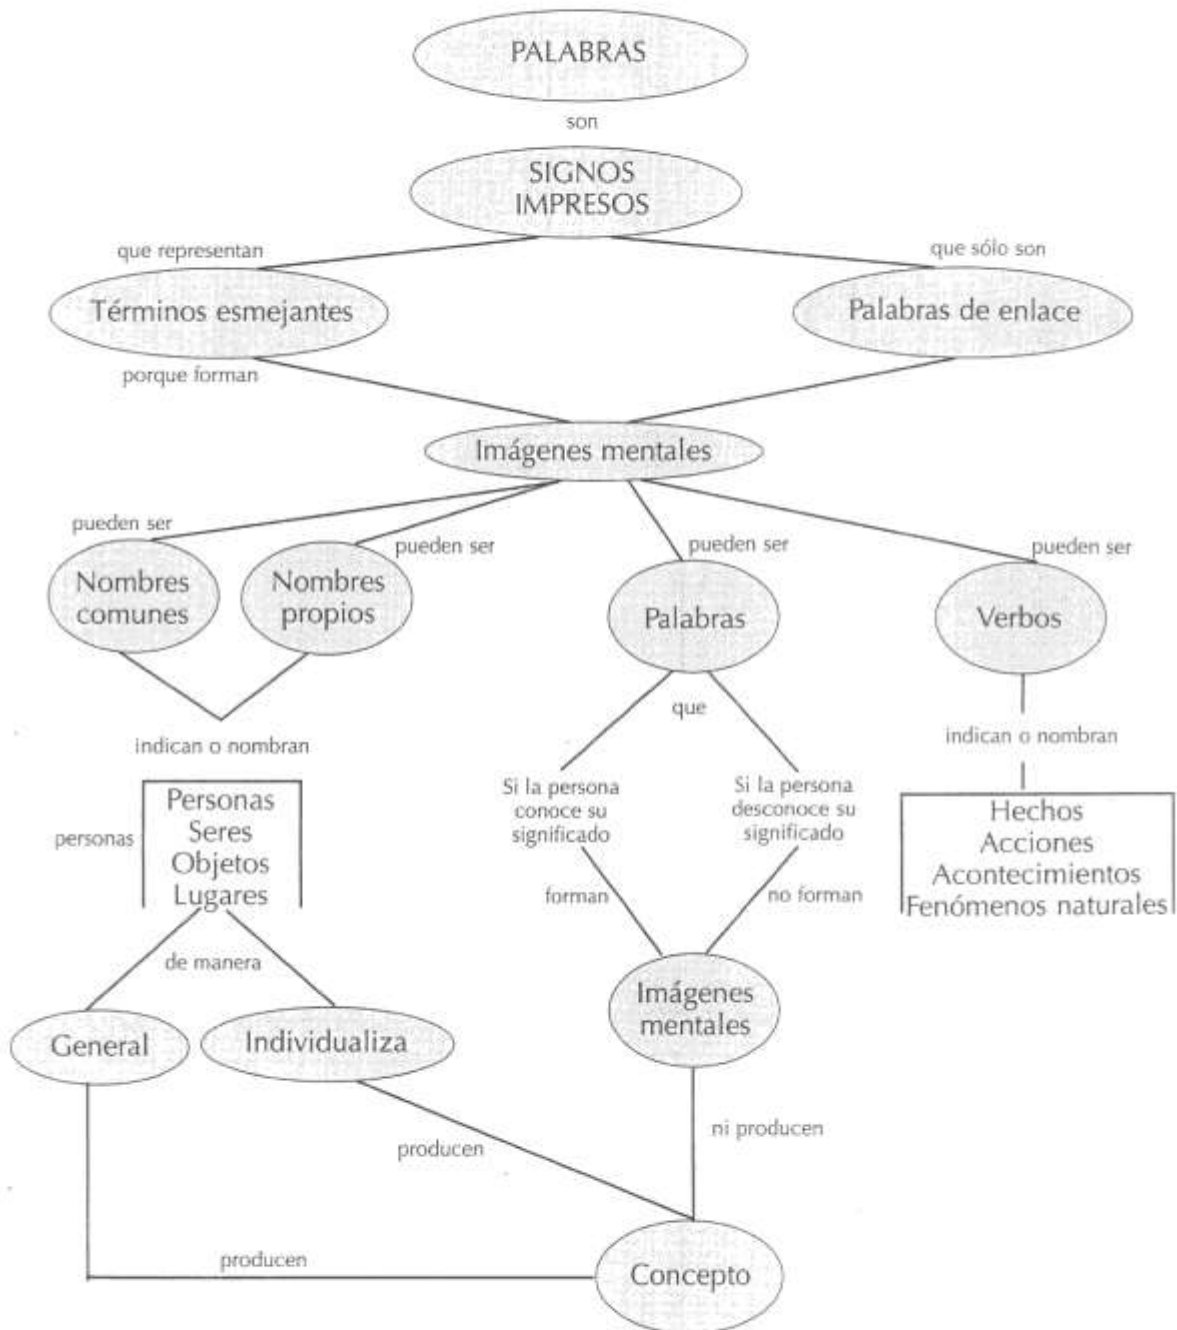 PALABRAS
son
SIGNOS
IMPRESOS
que representan
que sólo son
Términos esmejantes
Palabras de enlace
porque forman
Imágenes mentales
pueden ser
pueden ser
pueden ser
pueden ser
Nombres
comunes
Nombres
propios
Palabras
Verbos
que
indican o nombran
indican o nombran
personas
Personas
Seres
Objetos
Lugares
Si la persona
conoce su
significado
Si la persona
desconoce su
significado
Hechos
Acciones
Acontecimientos
Fenómenos naturales
forman
no forman
de manera
General
Individualiza
Imágenes
mentales
producen
ni producen
producen
Concepto